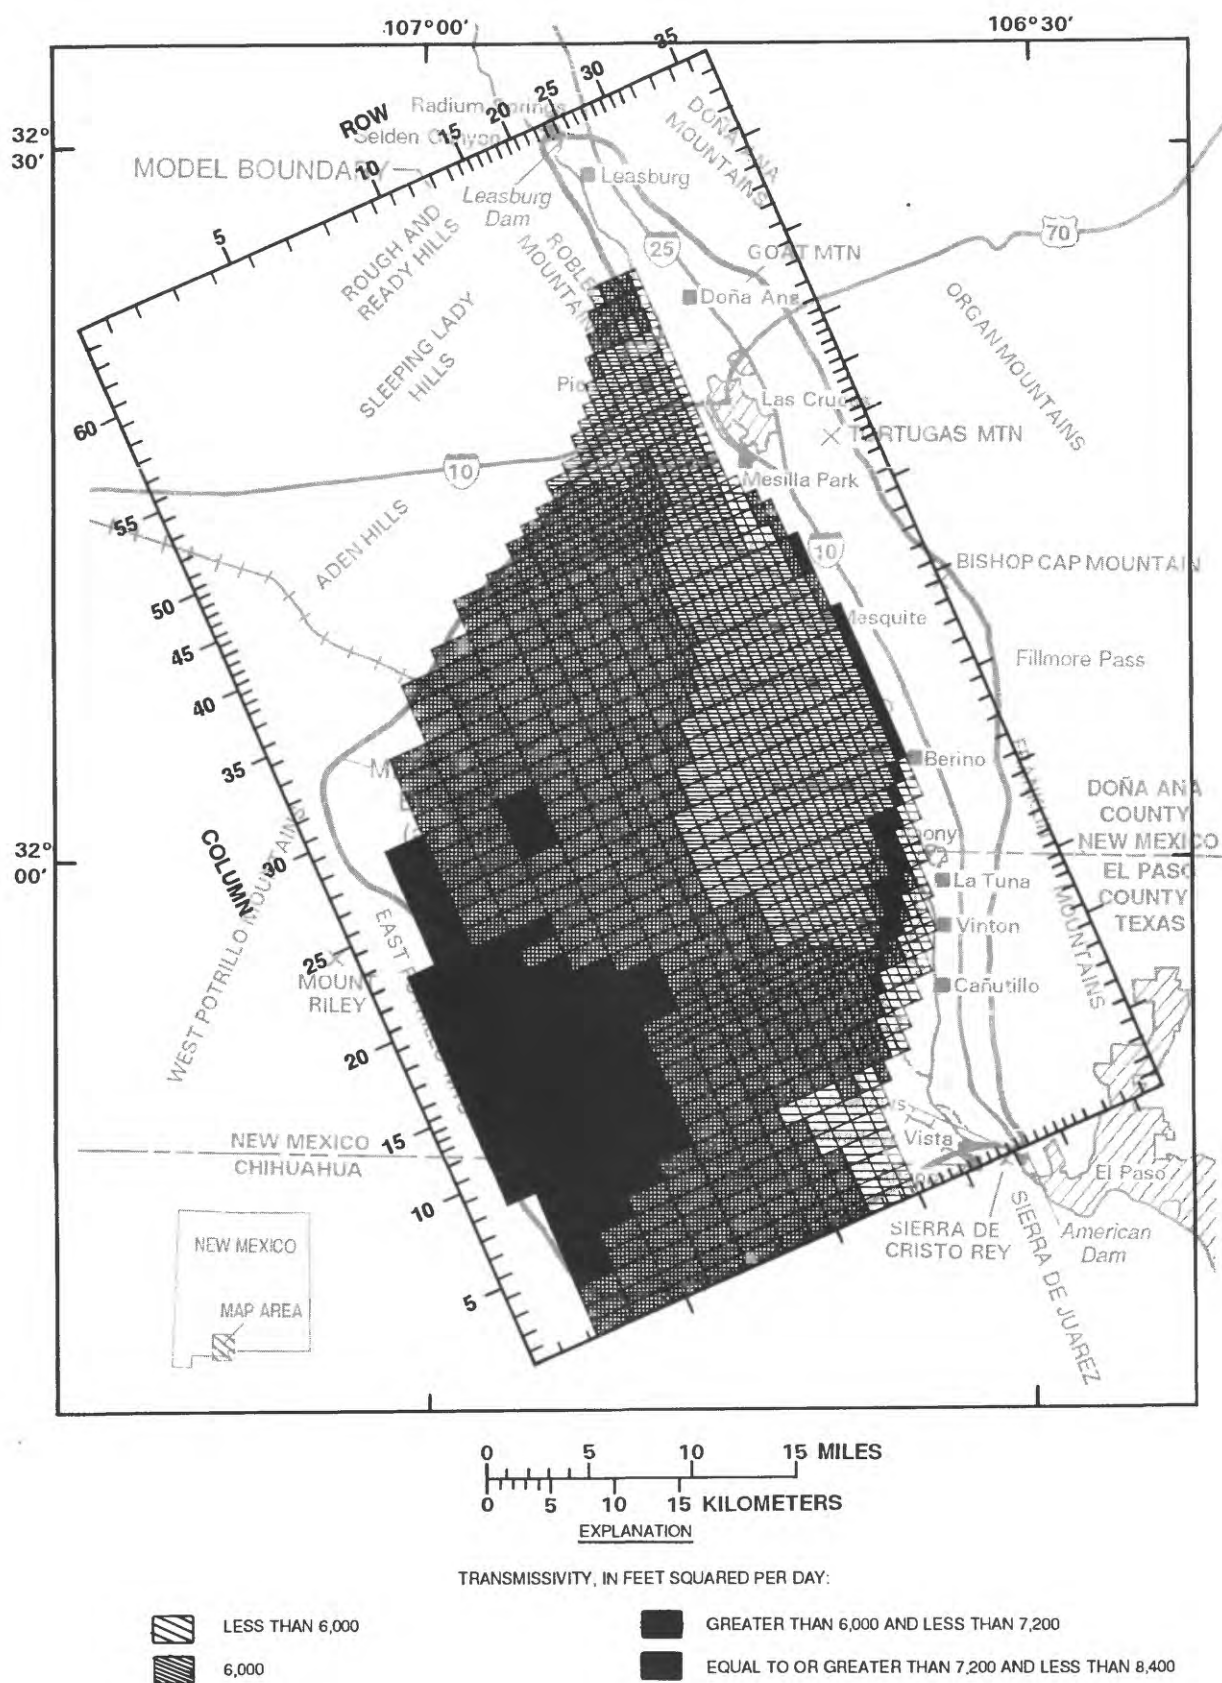 107°00′
106°30′
32°
30′
35
30
25
20
15
10
5
ROW
Radium Springs
Selden Canyon
MODEL BOUNDARY
Leasburg
Leasburg
Dam
DOÑA ANA
MOUNTAINS
ROUGH AND
READY HILLS
25
70
GOAT MTN
Doña Ana
ORGAN MOUNTAINS
SLEEPING LADY
HILLS
Las Cruces
TORTUGAS MTN
Mesilla Park
60
10
55
ADEN HILLS
10
BISHOP CAP MOUNTAIN
50
Mesquite
45
Fillmore Pass
40
35
Berino
DOÑA ANA
COUNTY
NEW MEXICO
COLUMN
30
32°
00′
La Tuna
EL PASO
COUNTY
TEXAS
Vinton
MOUNTAINS
WEST POTRILLO MOUNTAINS
25
MOUNT
RILEY
Cañutillo
20
15
NEW MEXICO
CHIHUAHUA
Vista
El Paso
10
SIERRA DE
CRISTO REY
American
Dam
SIERRA DE JUAREZ
NEW MEXICO
MAP AREA
5
0 5 10 15 MILES
0 5 10 15 KILOMETERS
EXPLANATION
TRANSMISSIVITY, IN FEET SQUARED PER DAY:
LESS THAN 6,000
GREATER THAN 6,000 AND LESS THAN 7,200
6,000
EQUAL TO OR GREATER THAN 7,200 AND LESS THAN 8,400